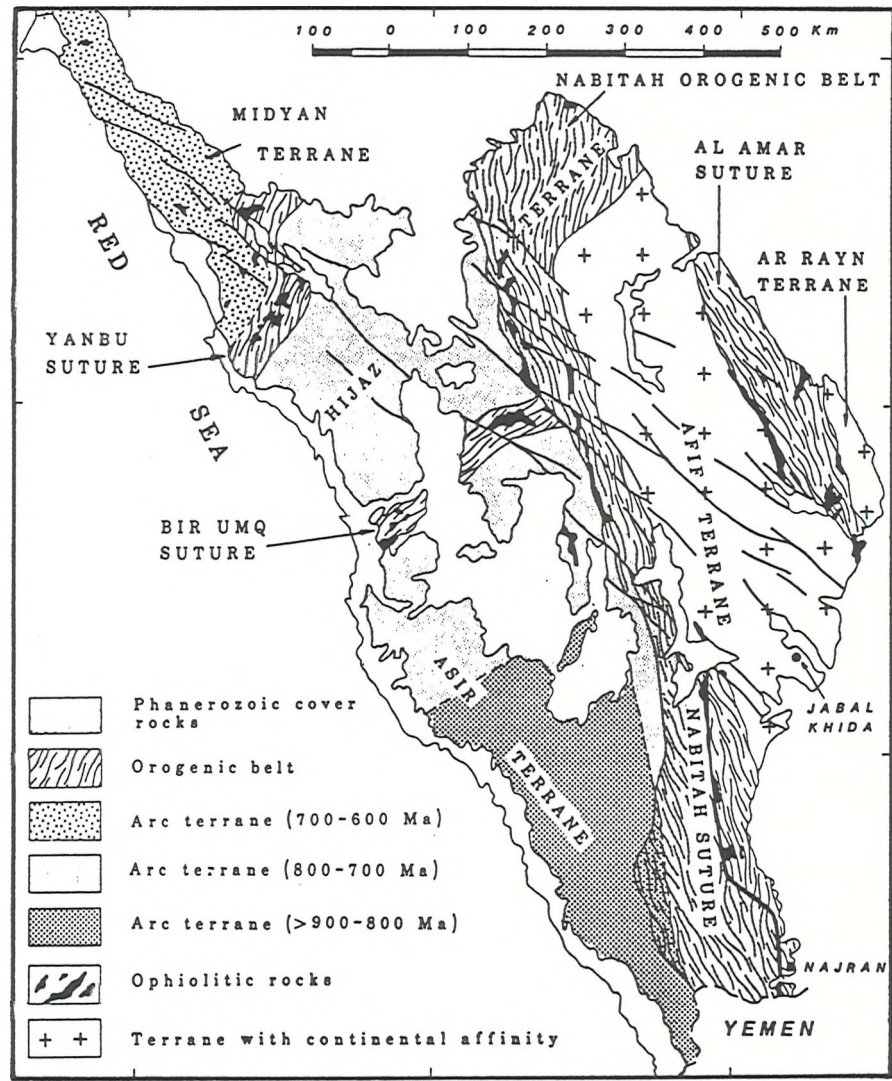 100 0 100 200 300 400 500 Km
NABITAH OROGENIC BELT
MIDYAN
TERRANE
AL AMAR
SUTURE
TERRANE
RED
SEA
AR RAYN
TERRANE
YANBU
SUTURE
HIJAZ
AFIF TERRANE
BIR UMQ
SUTURE
ASIR
TERRANE
JABAL
KHIDA
NABITAH SUTURE
NAJRAN
YEMEN
Phanerozoic cover
rocks
Orogenic belt
Arc terrane (700-600 Ma)
Arc terrane (800-700 Ma)
Arc terrane (>900-800 Ma)
Ophiolitic rocks
Terrane with continental affinity